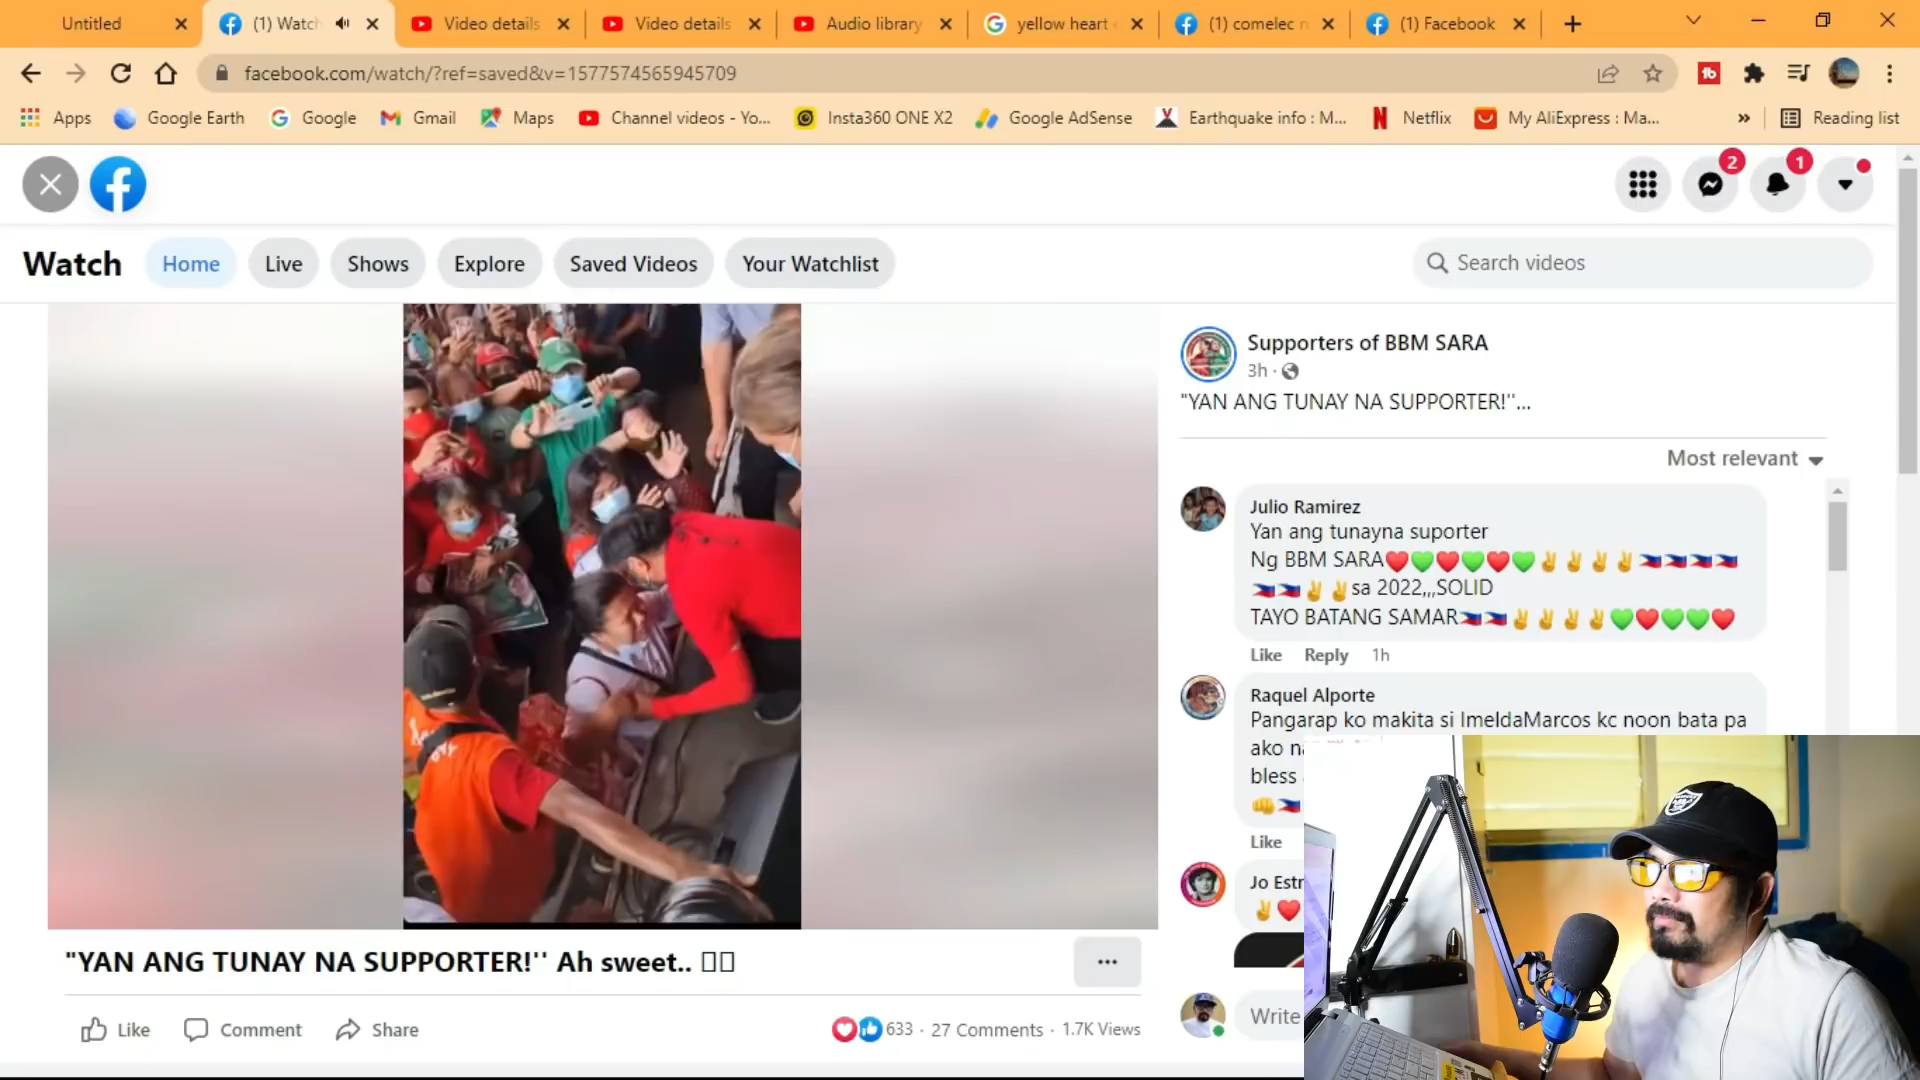 Untitled
(1) Watch
Video details
Video details
Audio library
yellow heart
(1) comelec
(1) Facebook
facebook.com/watch/?ref=saved&v=1577574565945709
Apps
Google Earth
Google
Gmail
Maps
Channel videos - Yo...
Insta360 ONE X2
Google AdSense
Earthquake info : M...
Netflix
My AliExpress : Ma...
Reading list
2
1
Watch
Home
Live
Shows
Explore
Saved Videos
Your Watchlist
Search videos
Supporters of BBM SARA
3h ·
"YAN ANG TUNAY NA SUPPORTER!''...
Most relevant
Julio Ramirez
Yan ang tunayna suporter
Ng BBM SARA❤️💚❤️💚❤️💚✌️✌️✌️✌️🇵🇭🇵🇭🇵🇭🇵🇭
🇵🇭🇵🇭✌️✌️sa 2022,,,SOLID
TAYO BATANG SAMAR🇵🇭🇵🇭✌️✌️✌️✌️💚❤️💚💚❤️
Like Reply 1h
Raquel Alporte
Pangarap ko makita si ImeldaMarcos kc noon bata pa
ako
bless
👊🇵🇭
Like
Jo Estr
✌️❤️
Write
"YAN ANG TUNAY NA SUPPORTER!'' Ah sweet..
...
Like
Comment
Share
633 · 27 Comments · 1.7K Views